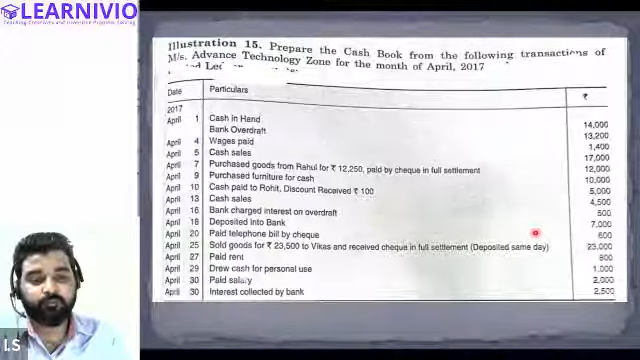 LEARNIVIO
Teaching Creativity and Inventive Problem Solving
Illustration 15. Prepare the Cash Book from the following transactions of
M/s. Advance Technology Zone for the month of April, 2017
Date Particulars ₹
2017
April 1 Cash in Hand 14,000
Bank Overdraft 13,200
April 4 Wages paid 1,400
April 5 Cash sales 17,000
April 7 Purchased goods from Rahul for ₹ 12,250, paid by cheque in full settlement 12,000
April 9 Purchased furniture for cash 10,000
April 10 Cash paid to Rohit, Discount Received ₹ 100 5,000
April 13 Cash sales 4,500
April 16 Bank charged interest on overdraft 500
April 18 Deposited into Bank 7,000
April 20 Paid telephone bill by cheque 600
April 25 Sold goods for ₹ 23,500 to Vikas and received cheque in full settlement (Deposited same day) 23,000
April 27 Paid rent 800
April 29 Drew cash for personal use 1,000
April 30 Paid salary 2,000
April 30 Interest collected by bank 2,500
I.S